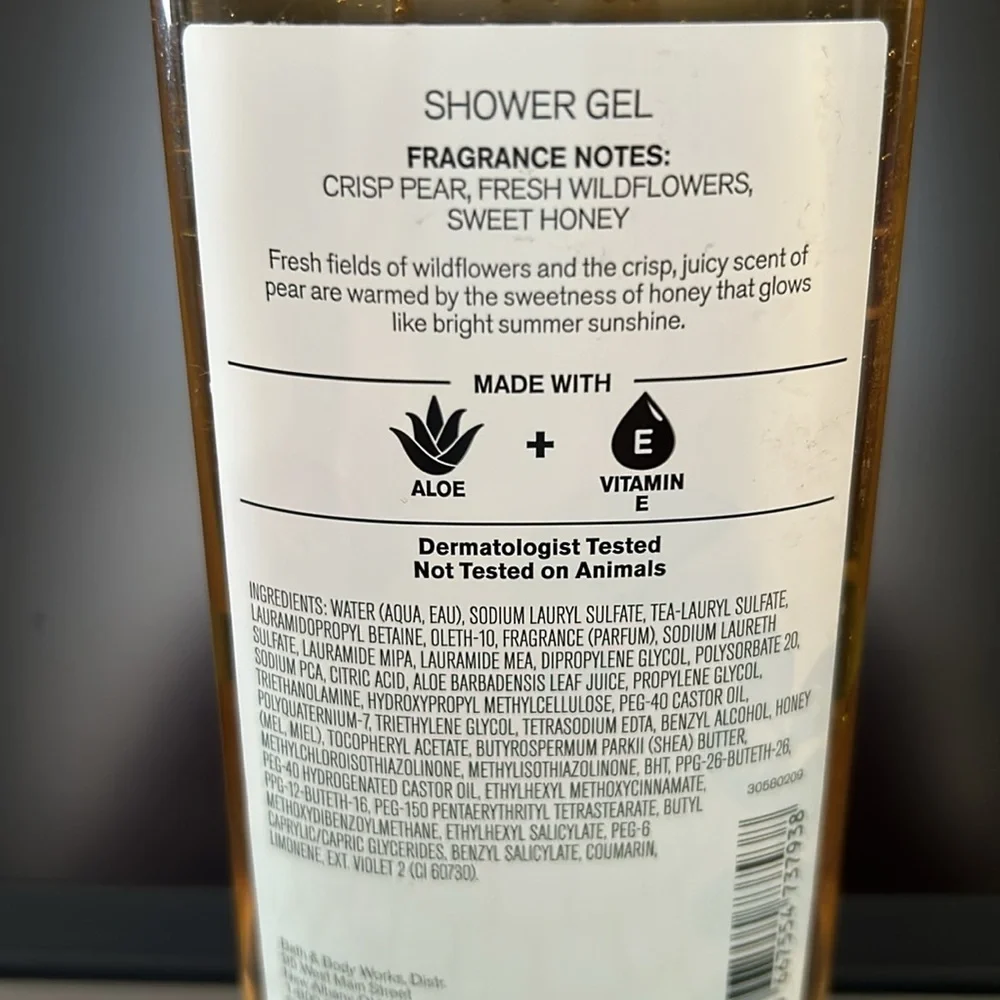 SHOWER GEL
FRAGRANCE NOTES:
CRISP PEAR, FRESH WILDFLOWERS,
SWEET HONEY
Fresh fields of wildflowers and the crisp, juicy scent of
pear are warmed by the sweetness of honey that glows
like bright summer sunshine.
MADE WITH
ALOE
+
E
VITAMIN
E
Dermatologist Tested
Not Tested on Animals
INGREDIENTS: WATER (AQUA, EAU), SODIUM LAURYL SULFATE, TEA-LAURYL SULFATE,
LAURAMIDOPROPYL BETAINE, OLETH-10, FRAGRANCE (PARFUM), SODIUM LAURETH
SULFATE, LAURAMIDE MIPA, LAURAMIDE MEA, DIPROPYLENE GLYCOL, POLYSORBATE 20,
SODIUM PCA, CITRIC ACID, ALOE BARBADENSIS LEAF JUICE, PROPYLENE GLYCOL,
TRIETHANOLAMINE, HYDROXYPROPYL METHYLCELLULOSE, PEG-40 CASTOR OIL,
POLYQUATERNIUM-7, TRIETHYLENE GLYCOL, TETRASODIUM EDTA, BENZYL ALCOHOL, HONEY
(MEL, MIEL), TOCOPHERYL ACETATE, BUTYROSPERMUM PARKII (SHEA) BUTTER,
METHYLCHLOROISOTHIAZOLINONE, METHYLISOTHIAZOLINONE, BHT, PPG-26-BUTETH-26,
PEG-40 HYDROGENATED CASTOR OIL, ETHYLHEXYL METHOXYCINNAMATE,
PPG-12-BUTETH-16, PEG-150 PENTAERYTHRITYL TETRASTEARATE, BUTYL
METHOXYDIBENZOYLMETHANE, ETHYLHEXYL SALICYLATE, PEG-6
CAPRYLIC/CAPRIC GLYCERIDES, BENZYL SALICYLATE, COUMARIN,
LIMONENE, EXT. VIOLET 2 (CI 60730).
30580209
667554 737938
Bath & Body Works, Distr.
Main Street
New Albany